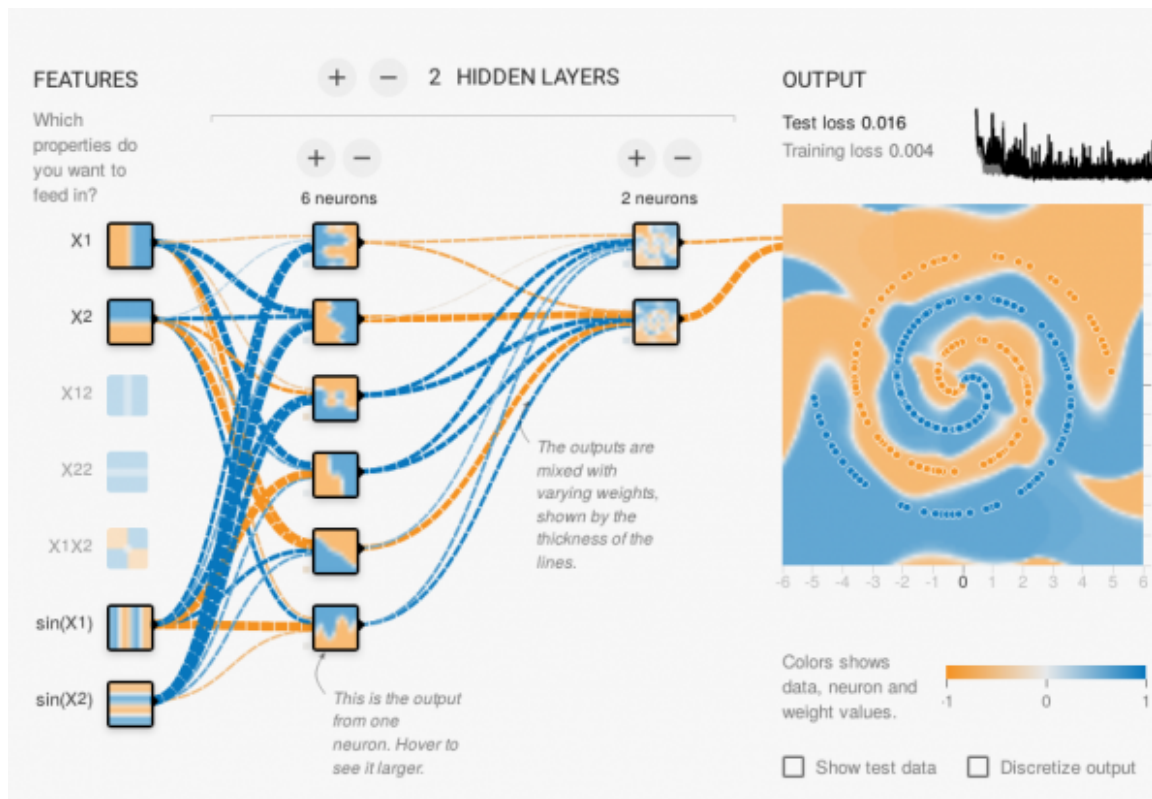 FEATURES
Which
properties do
you want to
feed in?
+ − 2 HIDDEN LAYERS
+ −
6 neurons
+ −
2 neurons
X1
X2
X12
X22
X1X2
sin(X1)
sin(X2)
The outputs are
mixed with
varying weights,
shown by the
thickness of the
lines.
This is the output
from one
neuron. Hover to
see it larger.
OUTPUT
Test loss 0.016
Training loss 0.004
-6 -5 -4 -3 -2 -1 0 1 2 3 4 5 6
Colors shows
data, neuron and
weight values.
-1 0 1
Show test data
Discretize output